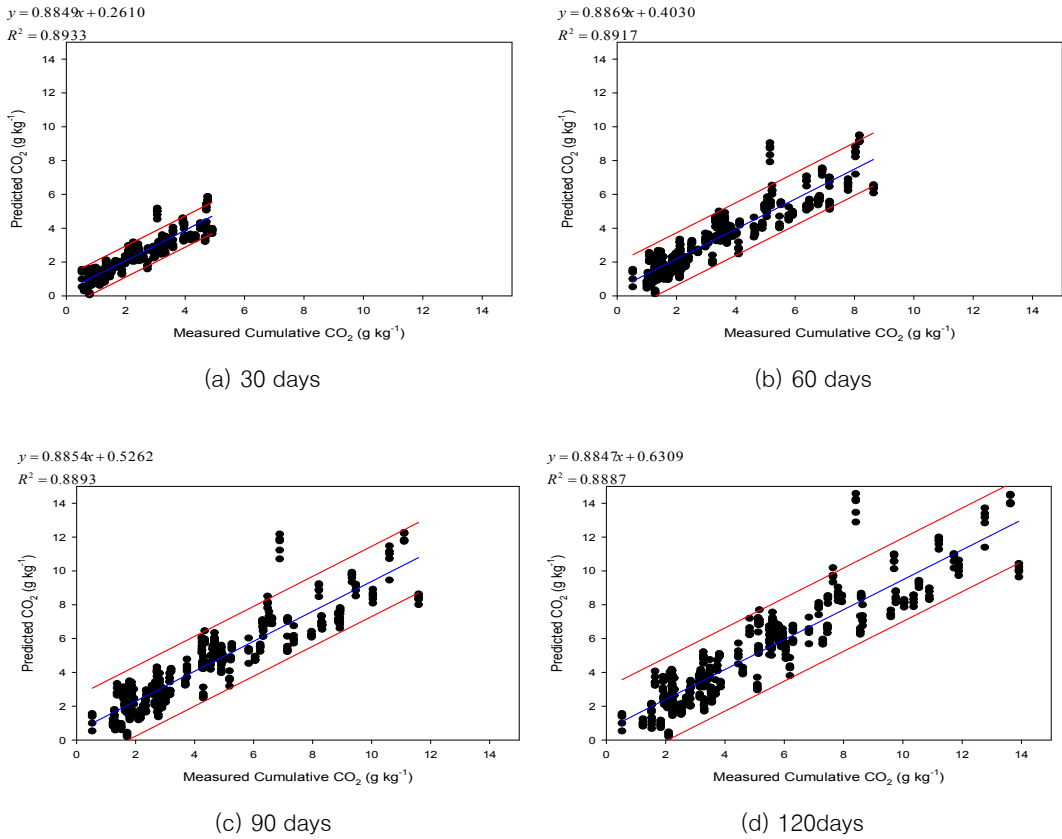 y = 0.8849x + 0.2610
R² = 0.8933
14
12
10
8
6
4
2
0
Predicted CO₂ (g kg⁻¹)
0 2 4 6 8 10 12 14
Measured Cumulative CO₂ (g kg⁻¹)
(a) 30 days
y = 0.8869x + 0.4030
R² = 0.8917
14
12
10
8
6
4
2
0
Predicted CO₂ (g kg⁻¹)
0 2 4 6 8 10 12 14
Measured Cumulative CO₂ (g kg⁻¹)
(b) 60 days
y = 0.8854x + 0.5262
R² = 0.8893
14
12
10
8
6
4
2
0
Predicted CO₂ (g kg⁻¹)
0 2 4 6 8 10 12 14
Measured Cumulative CO₂ (g kg⁻¹)
(c) 90 days
y = 0.8847x + 0.6309
R² = 0.8887
14
12
10
8
6
4
2
0
Predicted CO₂ (g kg⁻¹)
0 2 4 6 8 10 12 14
Measured Cumulative CO₂ (g kg⁻¹)
(d) 120days